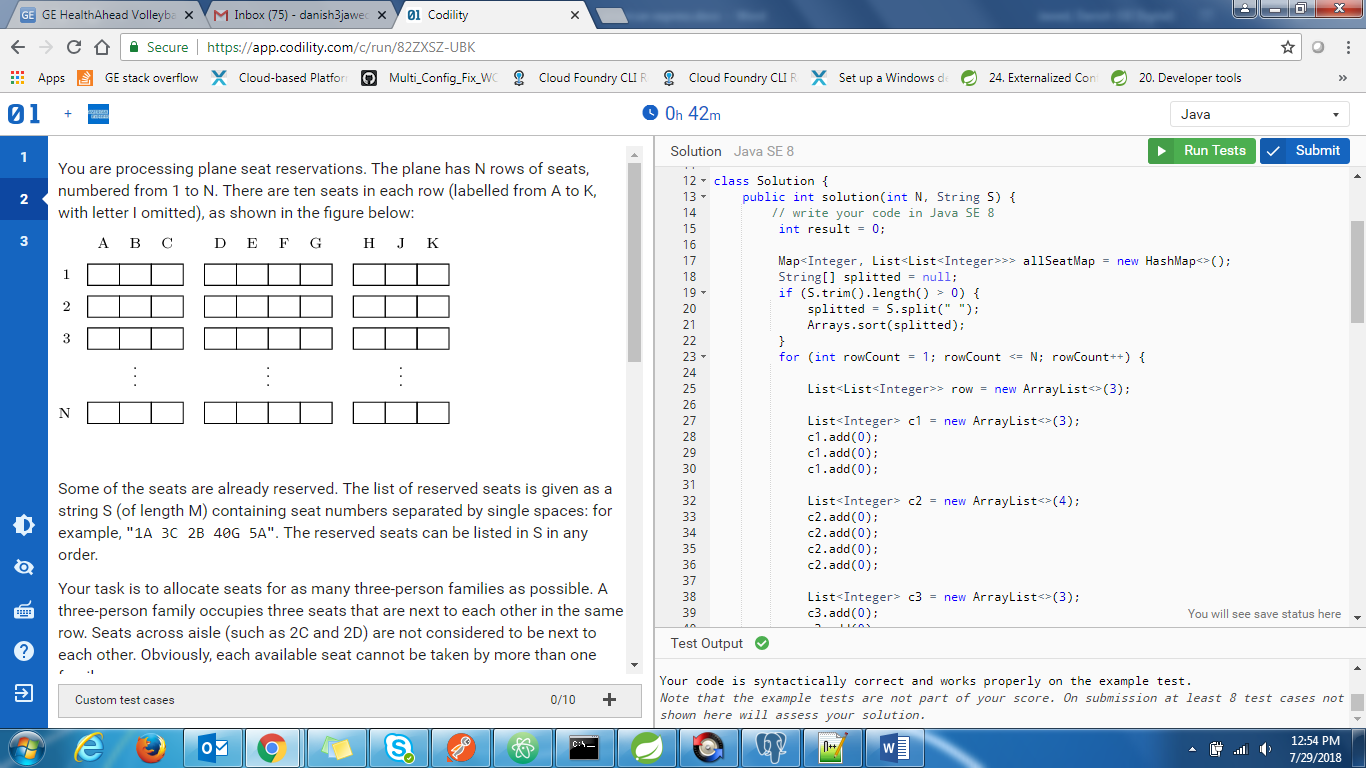 GE HealthAhead Volleyba
Inbox (75) - danish3jawed
Codility
Secure
https://app.codility.com/c/run/82ZXSZ-UBK
Apps
GE stack overflow
Cloud-based Platfor
Multi_Config_Fix_WC
Cloud Foundry CLI R
Cloud Foundry CLI R
Set up a Windows d
24. Externalized Con
20. Developer tools
»
01
+
0h 42m
Java
1
2
3
You are processing plane seat reservations. The plane has N rows of seats,
numbered from 1 to N. There are ten seats in each row (labelled from A to K,
with letter I omitted), as shown in the figure below:
A B C D E F G H J K
1
2
3
N
Some of the seats are already reserved. The list of reserved seats is given as a
string S (of length M) containing seat numbers separated by single spaces: for
example, "1A 3C 2B 40G 5A". The reserved seats can be listed in S in any
order.
Your task is to allocate seats for as many three-person families as possible. A
three-person family occupies three seats that are next to each other in the same
row. Seats across aisle (such as 2C and 2D) are not considered to be next to
each other. Obviously, each available seat cannot be taken by more than one
Custom test cases
0/10
+
Solution Java SE 8
Run Tests
Submit
12 class Solution {
13 public int solution(int N, String S) {
14 // write your code in Java SE 8
15 int result = 0;
16
17 Map<Integer, List<List<Integer>>> allSeatMap = new HashMap<>();
18 String[] splitted = null;
19 if (S.trim().length() > 0) {
20 splitted = S.split(" ");
21 Arrays.sort(splitted);
22 }
23 for (int rowCount = 1; rowCount <= N; rowCount++) {
24
25 List<List<Integer>> row = new ArrayList<>(3);
26
27 List<Integer> c1 = new ArrayList<>(3);
28 c1.add(0);
29 c1.add(0);
30 c1.add(0);
31
32 List<Integer> c2 = new ArrayList<>(4);
33 c2.add(0);
34 c2.add(0);
35 c2.add(0);
36 c2.add(0);
37
38 List<Integer> c3 = new ArrayList<>(3);
39 c3.add(0);
You will see save status here
Test Output
Your code is syntactically correct and works properly on the example test.
Note that the example tests are not part of your score. On submission at least 8 test cases not
shown here will assess your solution.
12:54 PM
7/29/2018